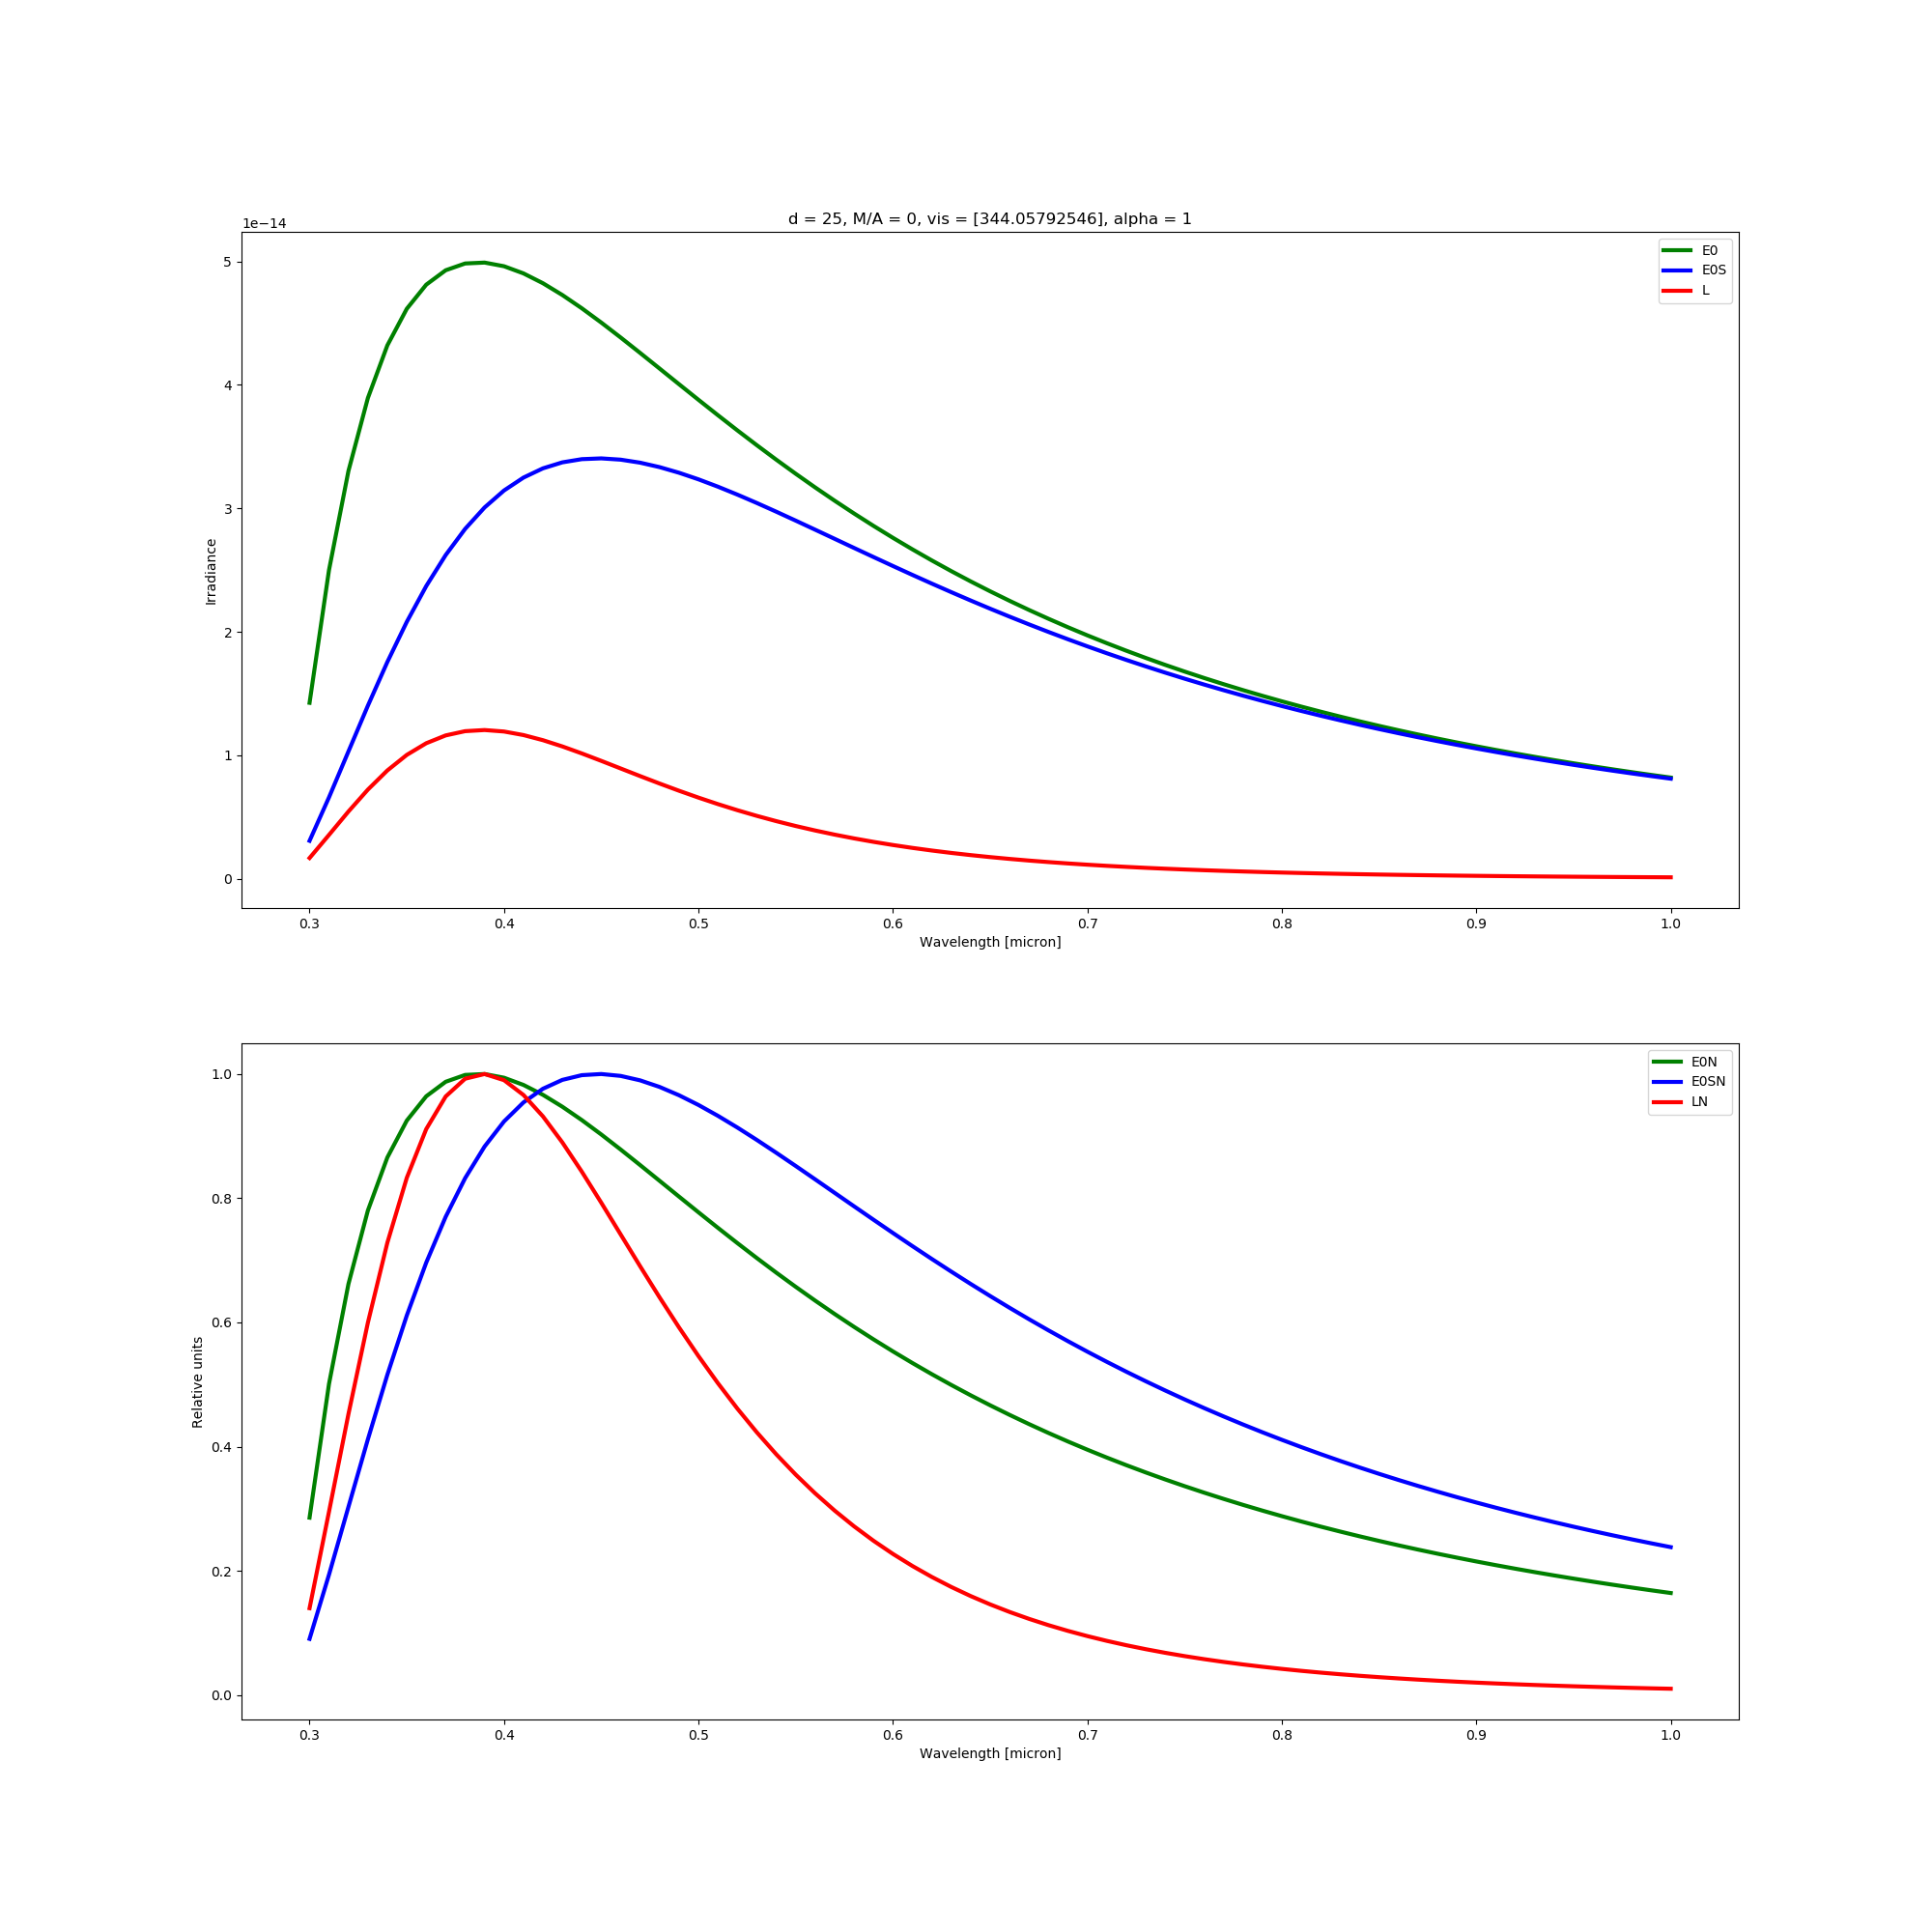 d = 25, M/A = 0, vis = [344.05792546], alpha = 1
1e−14
5
4
3
2
1
0
Irradiance
E0
E0S
L
0.3 0.4 0.5 0.6 0.7 0.8 0.9 1.0
Wavelength [micron]
1.0
0.8
0.6
0.4
0.2
0.0
Relative units
E0N
E0SN
LN
0.3 0.4 0.5 0.6 0.7 0.8 0.9 1.0
Wavelength [micron]